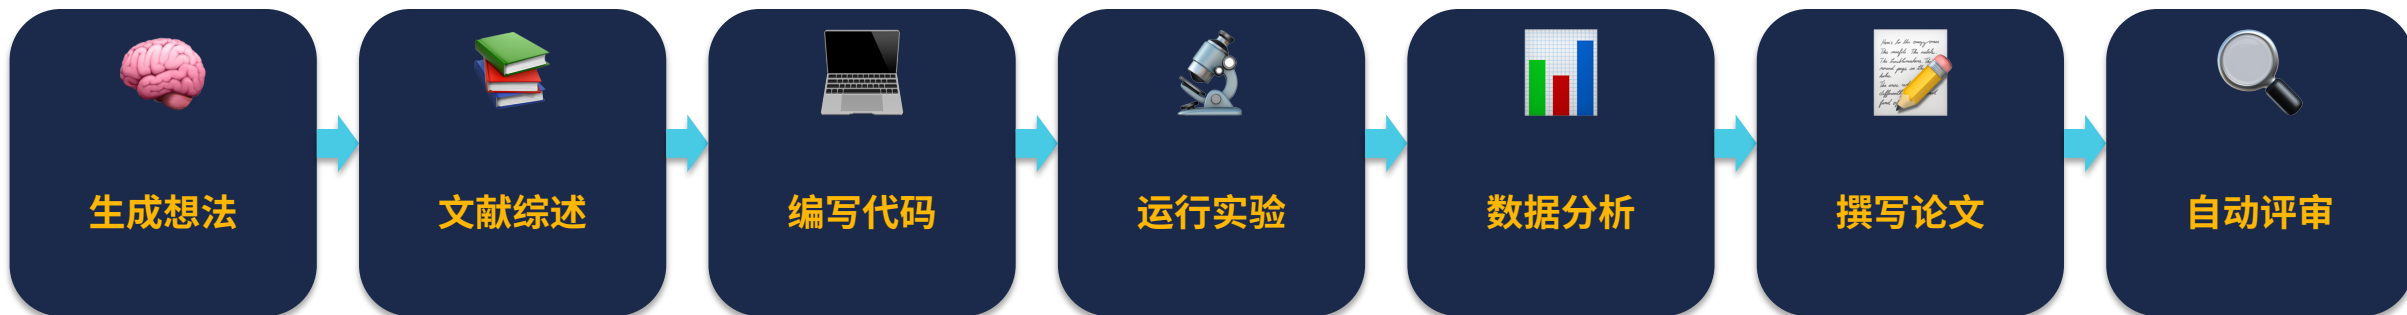 生成想法
文献综述
编写代码
运行实验
数据分析
撰写论文
自动评审